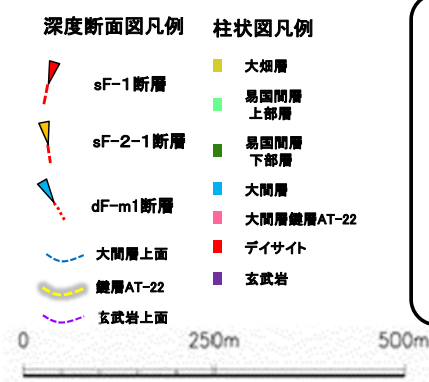 深度断面図凡例
sF-1断層
sF-2-1断層
dF-m1断層
大間層上面
鍵層AT-22
玄武岩上面
柱状図凡例
大畑層
易国間層
上部層
易国間層
下部層
大間層
大間層鍵層AT-22
デイサイト
玄武岩
0 250m 500m